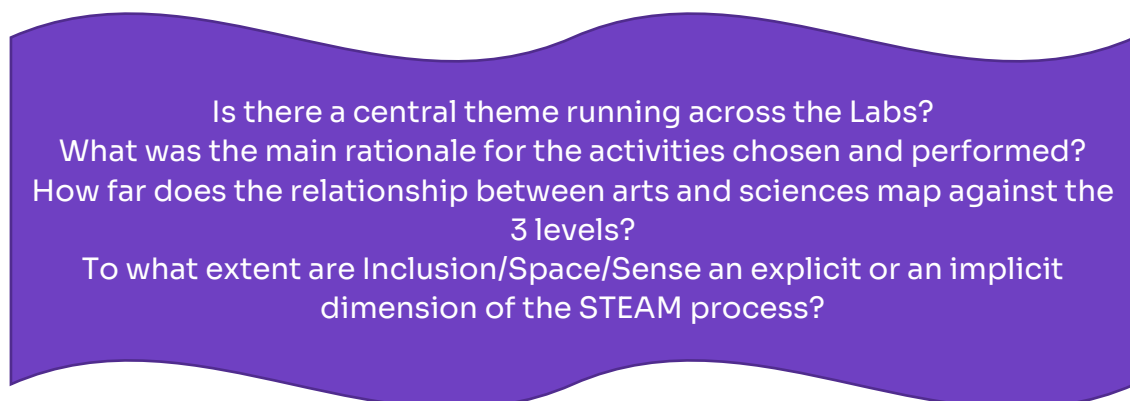 Is there a central theme running across the Labs?
What was the main rationale for the activities chosen and performed?
How far does the relationship between arts and sciences map against the
3 levels?
To what extent are Inclusion/Space/Sense an explicit or an implicit
dimension of the STEAM process?